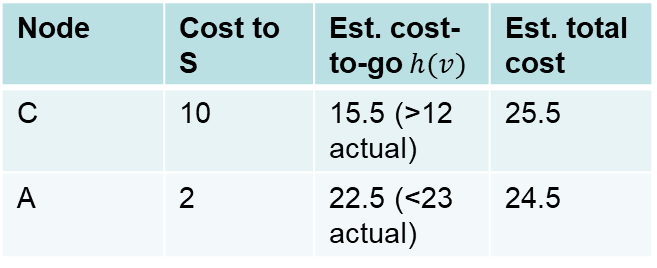 Node Cost to S Est. cost-to-go h(v) Est. total cost
C 10 15.5 (>12 actual) 25.5
A 2 22.5 (<23 actual) 24.5